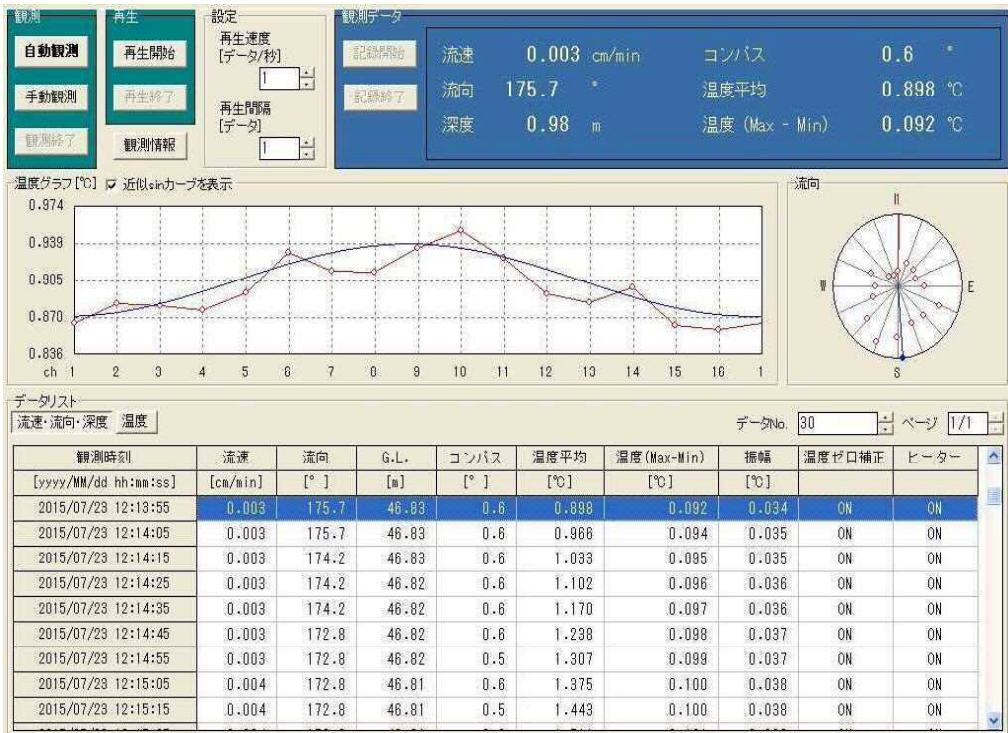 観測
自動観測
手動観測
観測終了
再生
再生開始
再生終了
観測情報
設定
再生速度
[データ/秒]
1
再生間隔
[データ]
1
観測データ
記録開始
記録終了
流速 0.003 cm/min コンパス 0.6 °
流向 175.7 ° 温度平均 0.898 ℃
深度 0.98 m 温度 (Max - Min) 0.092 ℃
温度グラフ[℃] 近似sinカーブを表示
0.974
0.939
0.905
0.870
0.836
ch 1 2 3 4 5 6 7 8 9 10 11 12 13 14 15 16 1
流向
N
W E
S
データリスト
流速・流向・深度 温度 データNo. 30 ページ 1/1
観測時刻 流速 流向 G.L. コンパス 温度平均 温度(Max-Min) 振幅 温度ゼロ補正 ヒーター
[yyyy/MM/dd hh:mm:ss] [cm/min] [° ] [m] [° ] [℃] [℃] [℃]
2015/07/23 12:13:55 0.003 175.7 46.83 0.6 0.898 0.092 0.034 ON ON
2015/07/23 12:14:05 0.003 175.7 46.83 0.6 0.966 0.094 0.035 ON ON
2015/07/23 12:14:15 0.003 174.2 46.83 0.6 1.033 0.095 0.035 ON ON
2015/07/23 12:14:25 0.003 174.2 46.82 0.6 1.102 0.096 0.036 ON ON
2015/07/23 12:14:35 0.003 174.2 46.82 0.6 1.170 0.097 0.036 ON ON
2015/07/23 12:14:45 0.003 172.8 46.82 0.6 1.238 0.098 0.037 ON ON
2015/07/23 12:14:55 0.003 172.8 46.82 0.5 1.307 0.099 0.037 ON ON
2015/07/23 12:15:05 0.004 172.8 46.81 0.6 1.375 0.100 0.038 ON ON
2015/07/23 12:15:15 0.004 172.8 46.81 0.5 1.443 0.100 0.038 ON ON